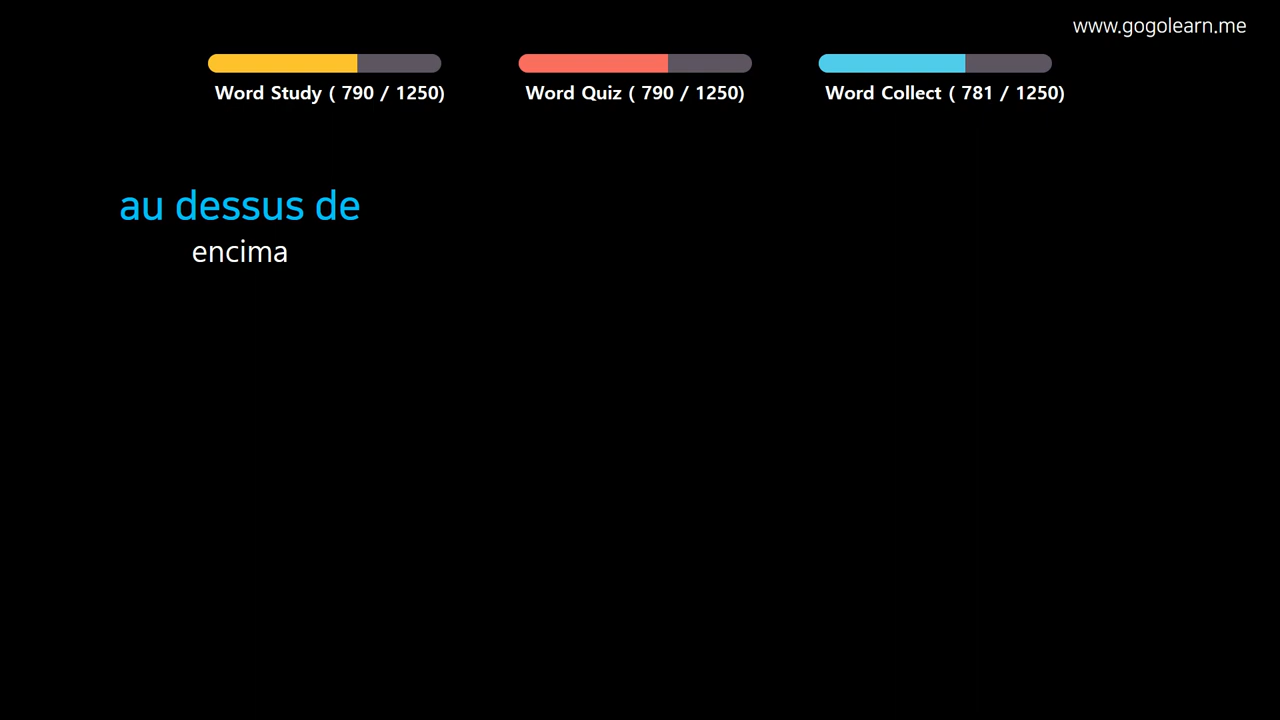 www.gogolearn.me
Word Study ( 790 / 1250)
Word Quiz ( 790 / 1250)
Word Collect ( 781 / 1250)
au dessus de
encima